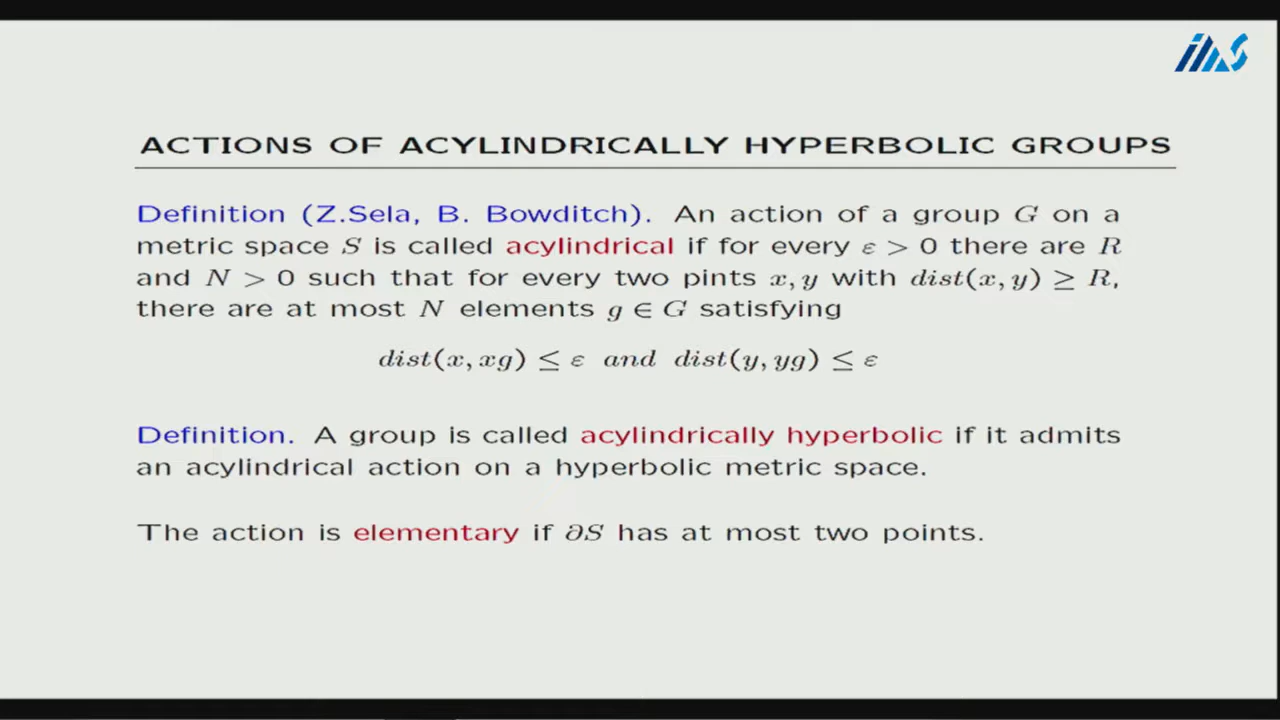 IIAS
ACTIONS OF ACYLINDRICALLY HYPERBOLIC GROUPS
Definition (Z.Sela, B. Bowditch). An action of a group G on a
metric space S is called acylindrical if for every ε > 0 there are R
and N > 0 such that for every two pints x, y with dist(x, y) ≥ R,
there are at most N elements g ∈ G satisfying
dist(x, xg) ≤ ε and dist(y, yg) ≤ ε
Definition. A group is called acylindrically hyperbolic if it admits
an acylindrical action on a hyperbolic metric space.
The action is elementary if ∂S has at most two points.